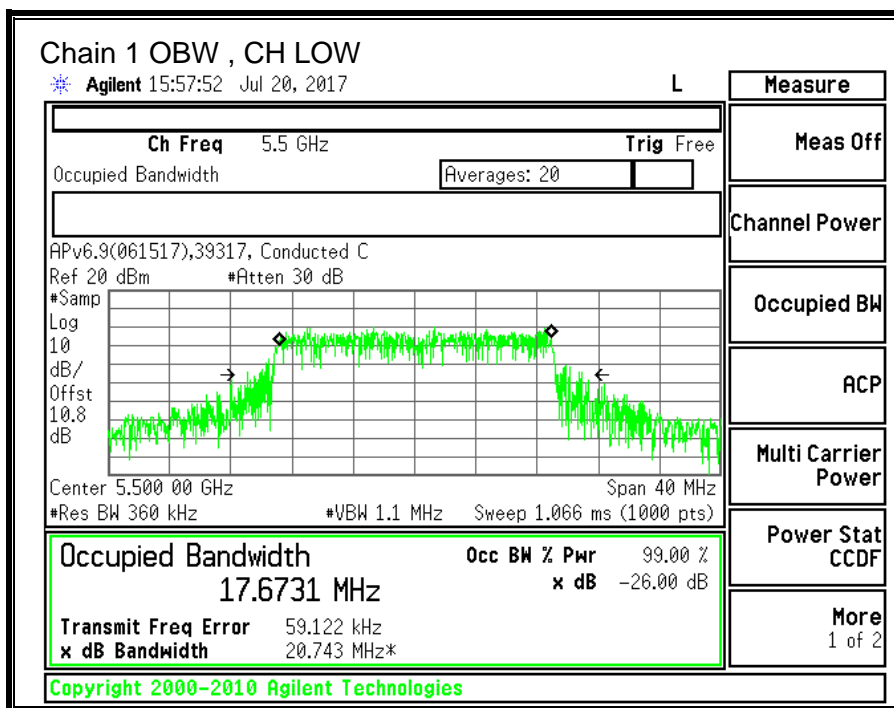 Chain 1 OBW , CH LOW
Agilent 15:57:52 Jul 20, 2017 L
Measure
Ch Freq 5.5 GHz Trig Free
Occupied Bandwidth Averages: 20
APv6.9(061517),39317, Conducted C
Ref 20 dBm #Atten 30 dB
#Samp
Log
10
dB/
Offst
10.8
dB
Center 5.500 00 GHz Span 40 MHz
#Res BW 360 kHz #VBW 1.1 MHz Sweep 1.066 ms (1000 pts)
Occupied Bandwidth Occ BW % Pwr 99.00 %
17.6731 MHz x dB -26.00 dB
Transmit Freq Error 59.122 kHz
x dB Bandwidth 20.743 MHz*
Meas Off
Channel Power
Occupied BW
ACP
Multi Carrier
Power
Power Stat
CCDF
More
1 of 2
Copyright 2000-2010 Agilent Technologies